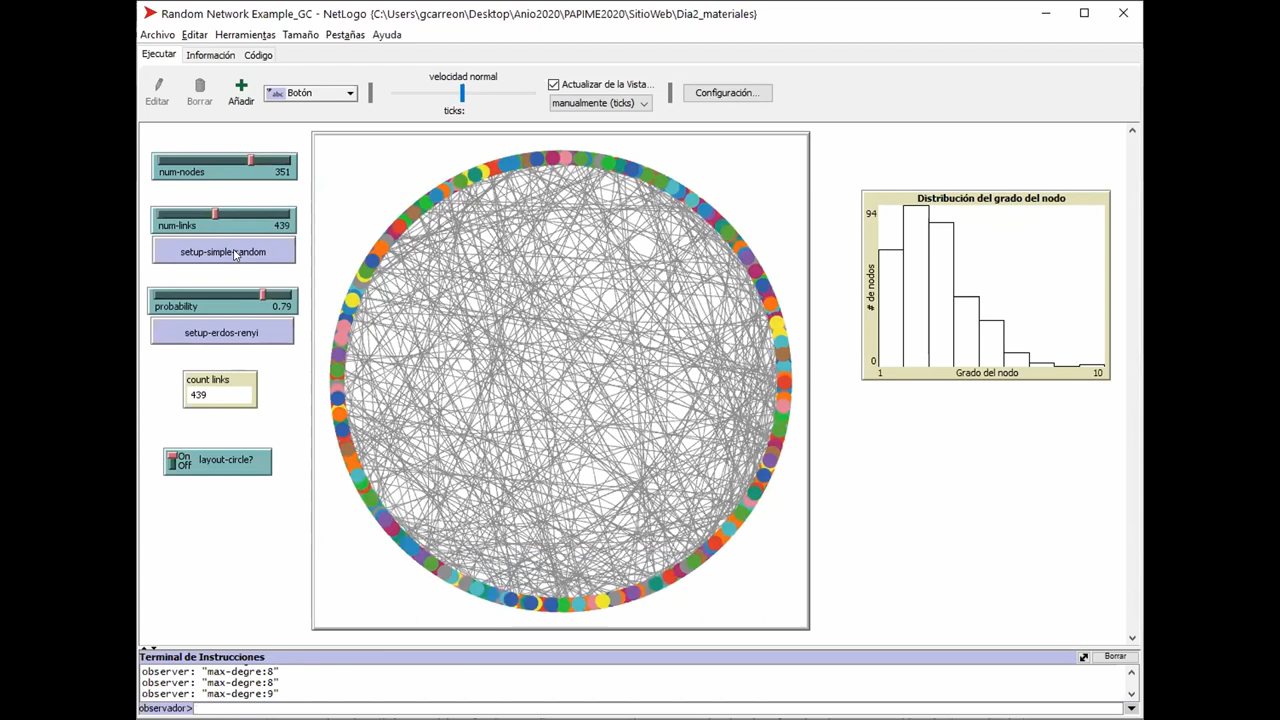 Random Network Example_GC - NetLogo {C:\Users\gcarreon\Desktop\Anio2020\PAPIME2020\SitioWeb\Dia2_materiales}
Archivo Editar Herramientas Tamaño Pestañas Ayuda
Ejecutar Información Código
Editar Borrar Añadir abc Botón
velocidad normal
ticks:
Actualizar de la Vista...
manualmente (ticks)
Configuración...
num-nodes 351
num-links 439
setup-simple-random
probability 0.79
setup-erdos-renyi
count links
439
On
Off
layout-circle?
Distribución del grado del nodo
94
# de nodos
0
1 Grado del nodo 10
Terminal de Instrucciones Borrar
observer: "max-degre:8"
observer: "max-degre:8"
observer: "max-degre:9"
observador>